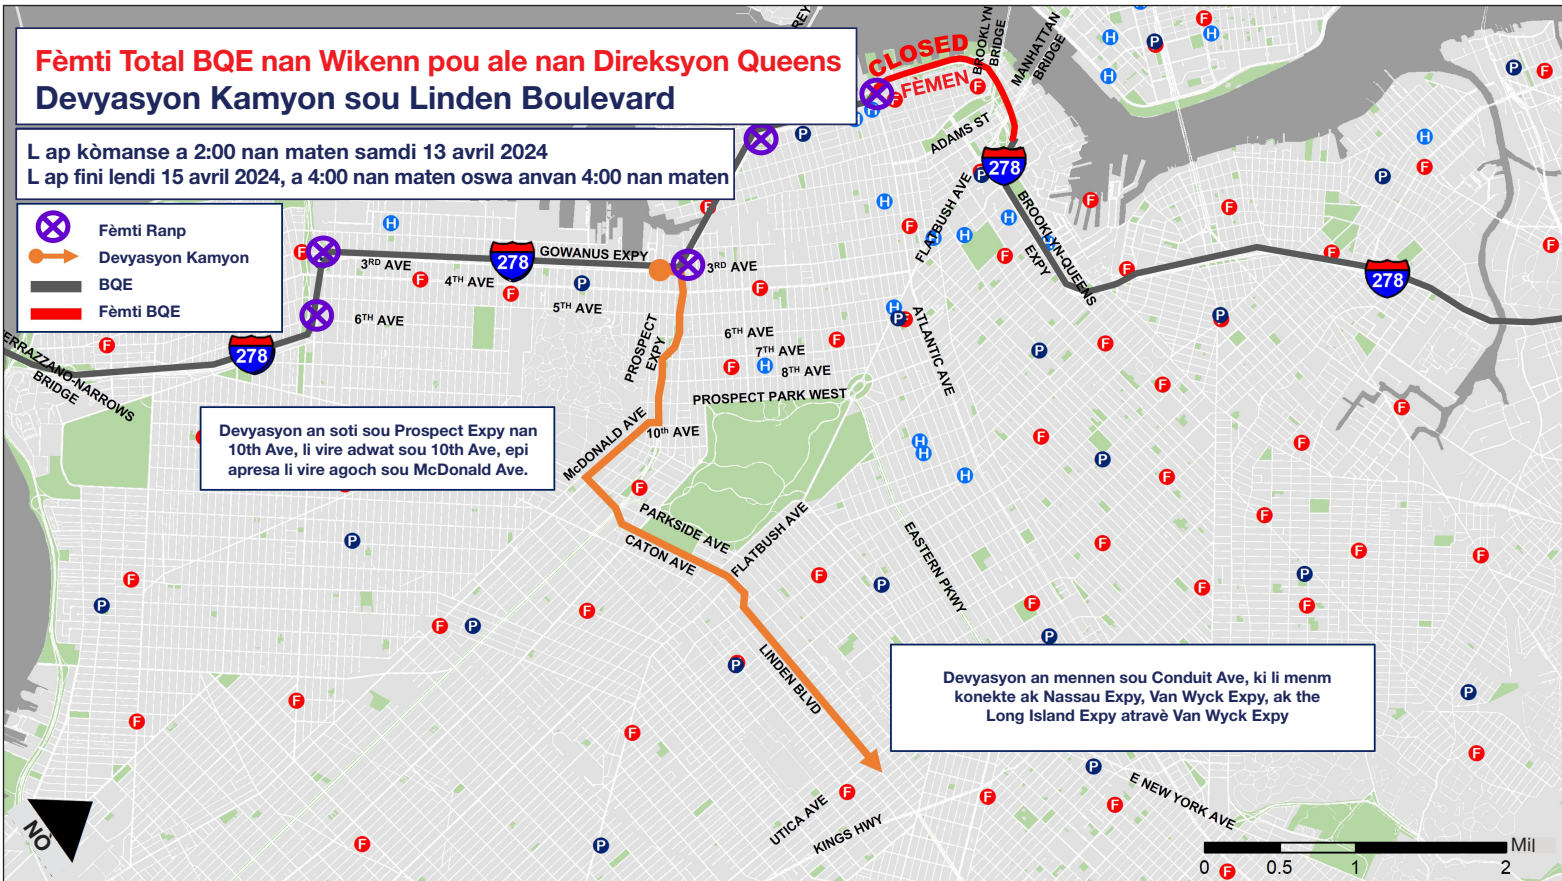 Fèmti Total BQE nan Wikenn pou ale nan Direksyon Queens
Devyasyon Kamyon sou Linden Boulevard
L ap kòmanse a 2:00 nan maten samdi 13 avril 2024
L ap fini lendi 15 avril 2024, a 4:00 nan maten oswa anvan 4:00 nan maten
Fèmti Ranp
Devyasyon Kamyon
BQE
Fèmti BQE
REY
CLOSED
FÈMEN
BROOKLYN
BRIDGE
MANHATTAN
BRIDGE
ADAMS ST
278
FLATBUSH AVE
BROOKLYN-QUEENS
EXPY
278
GOWANUS EXPY
278
3RD AVE
3RD AVE
4TH AVE
5TH AVE
6TH AVE
278
ERRAZZANO-NARROWS
BRIDGE
PROSPECT
EXPY
6TH AVE
7TH AVE
8TH AVE
ATLANTIC AVE
PROSPECT PARK WEST
10th AVE
McDONALD AVE
Devyasyon an soti sou Prospect Expy nan
10th Ave, li vire adwat sou 10th Ave, epi
apresa li vire agoch sou McDonald Ave.
PARKSIDE AVE
CATON AVE
FLATBUSH AVE
EASTERN PKWY
LINDEN BLVD
Devyasyon an mennen sou Conduit Ave, ki li menm
konekte ak Nassau Expy, Van Wyck Expy, ak the
Long Island Expy atravè Van Wyck Expy
UTICA AVE
KINGS HWY
E NEW YORK AVE
NÒ
Mil
0 0.5 1 2